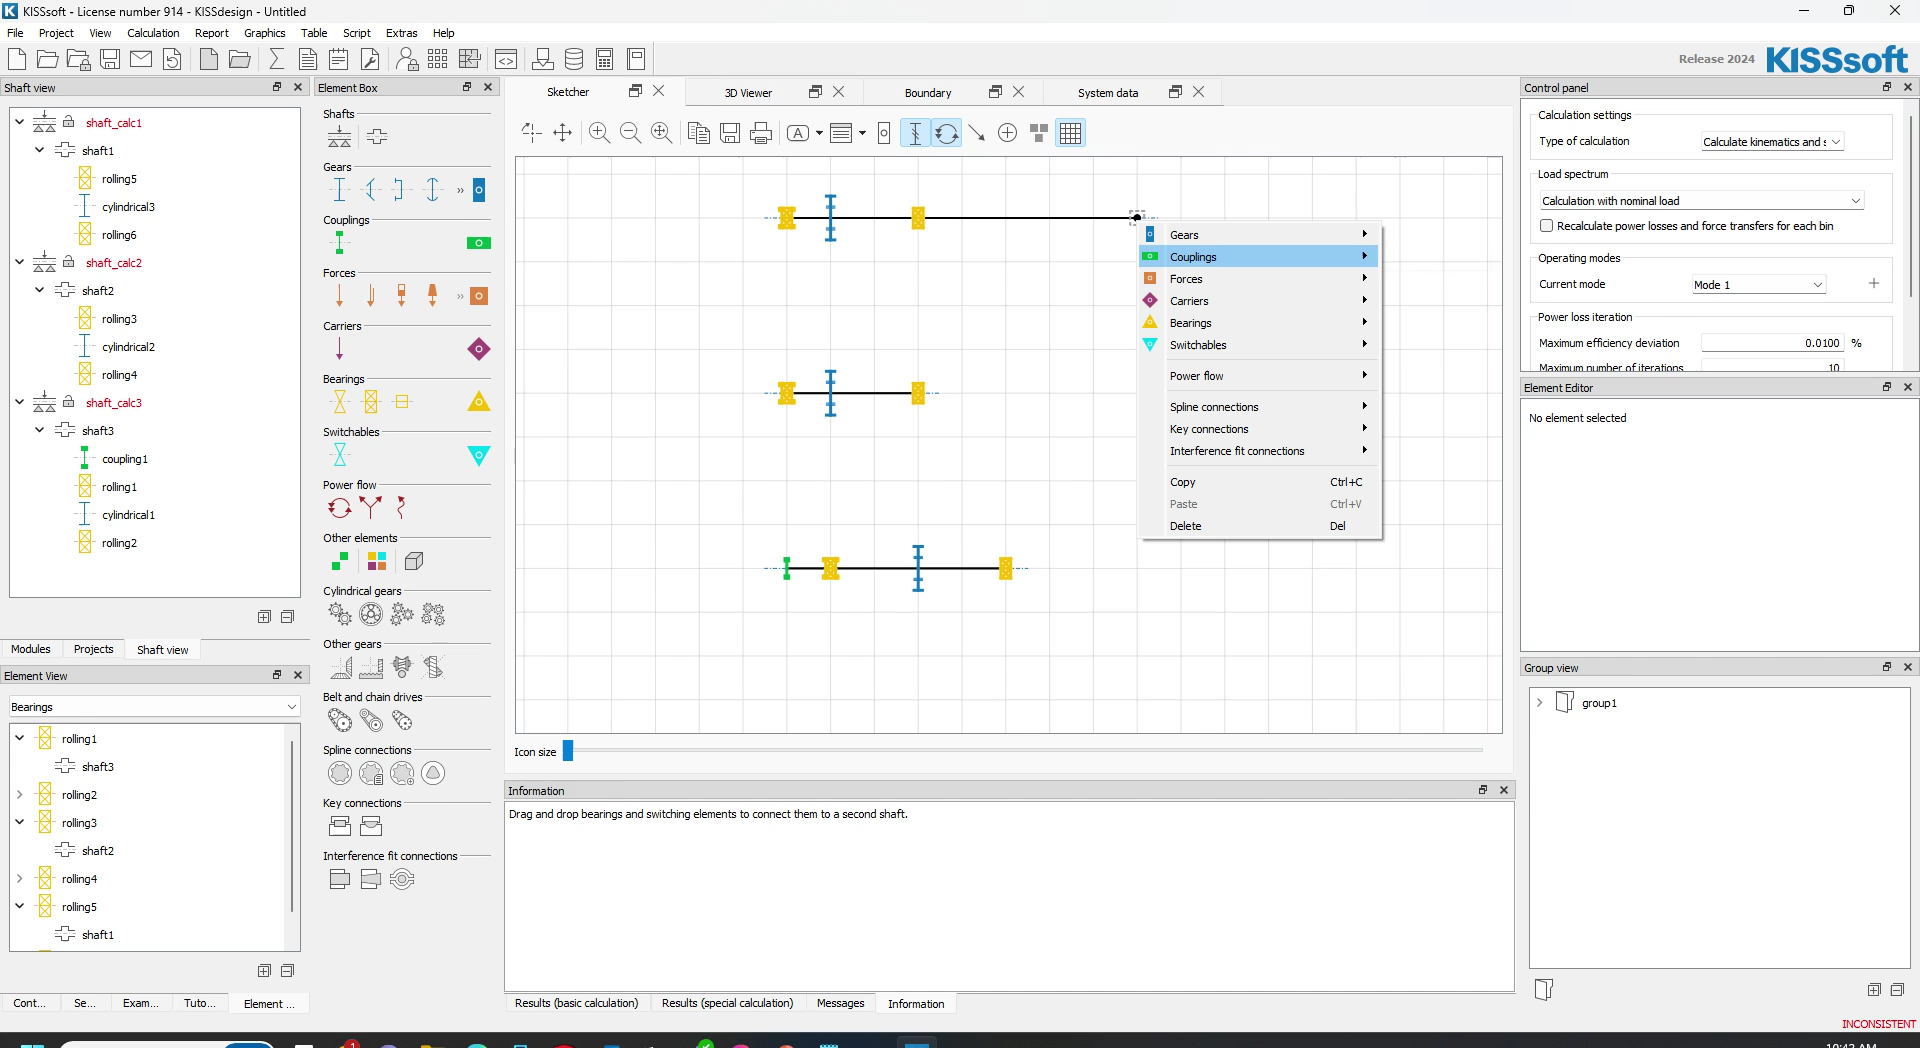 KISSsoft - License number 914 - KISSdesign - Untitled
File Project View Calculation Report Graphics Table Script Extras Help
Release 2024 KISSsoft
Shaft view
shaft_calc1
shaft1
rolling5
cylindrical3
rolling6
shaft_calc2
shaft2
rolling3
cylindrical2
rolling4
shaft_calc3
shaft3
coupling1
rolling1
cylindrical1
rolling2
Modules Projects Shaft view
Element View
Bearings
rolling1
shaft3
rolling2
rolling3
shaft2
rolling4
rolling5
shaft1
Cont... Se... Exam... Tuto... Element ...
Element Box
Shafts
Gears
Couplings
Forces
Carriers
Bearings
Switchables
Power flow
Other elements
Cylindrical gears
Other gears
Belt and chain drives
Spline connections
Key connections
Interference fit connections
Sketcher 3D Viewer Boundary System data
A
Gears
Couplings
Forces
Carriers
Bearings
Switchables
Power flow
Spline connections
Key connections
Interference fit connections
Copy Ctrl+C
Paste Ctrl+V
Delete Del
Icon size
Information
Drag and drop bearings and switching elements to connect them to a second shaft.
Results (basic calculation) Results (special calculation) Messages Information
Control panel
Calculation settings
Type of calculation Calculate kinematics and s
Load spectrum
Calculation with nominal load
Recalculate power losses and force transfers for each bin
Operating modes
Current mode Mode 1
Power loss iteration
Maximum efficiency deviation 0.0100 %
Maximum number of iterations 10
Element Editor
No element selected
Group view
group1
INCONSISTENT
1
10:42 AM